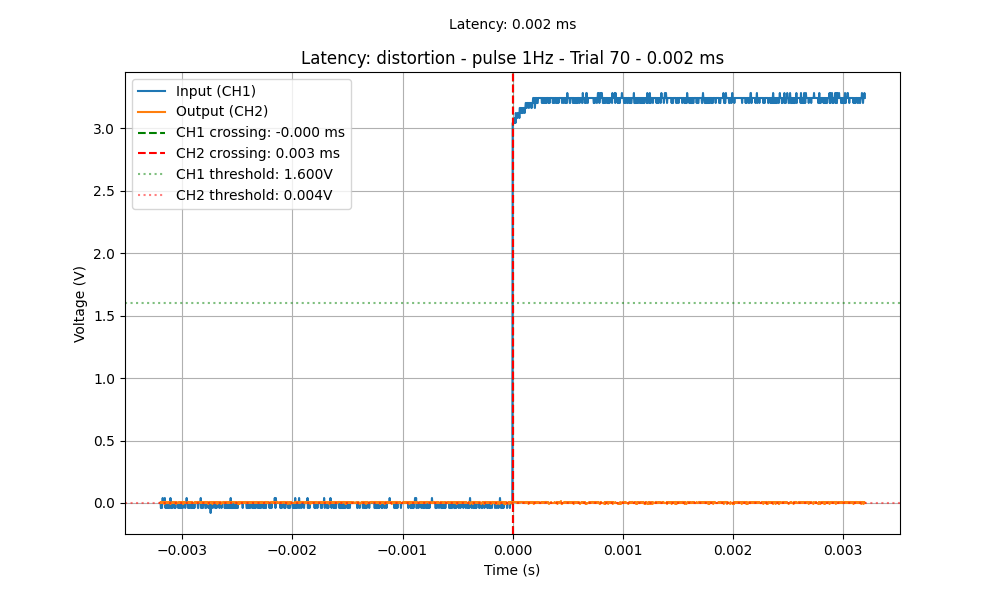 Latency: 0.002 ms
Latency: distortion - pulse 1Hz - Trial 70 - 0.002 ms
Input (CH1)
Output (CH2)
CH1 crossing: -0.000 ms
CH2 crossing: 0.003 ms
CH1 threshold: 1.600V
CH2 threshold: 0.004V
Voltage (V)
3.0
2.5
2.0
1.5
1.0
0.5
0.0
−0.003 −0.002 −0.001 0.000 0.001 0.002 0.003
Time (s)